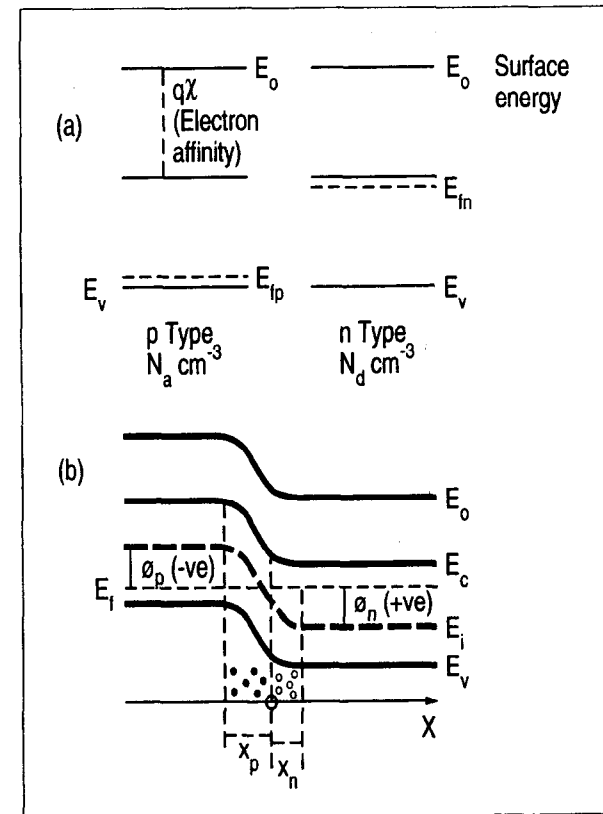 E_o E_o Surface
qχ energy
(a) (Electron
affinity)
E_fn
E_v E_fp E_v
p Type n Type
N_a cm^-3 N_d cm^-3
(b)
E_o
ø_p (-ve) E_c
E_f ø_n (+ve)
E_i
E_v
X
x_p x_n